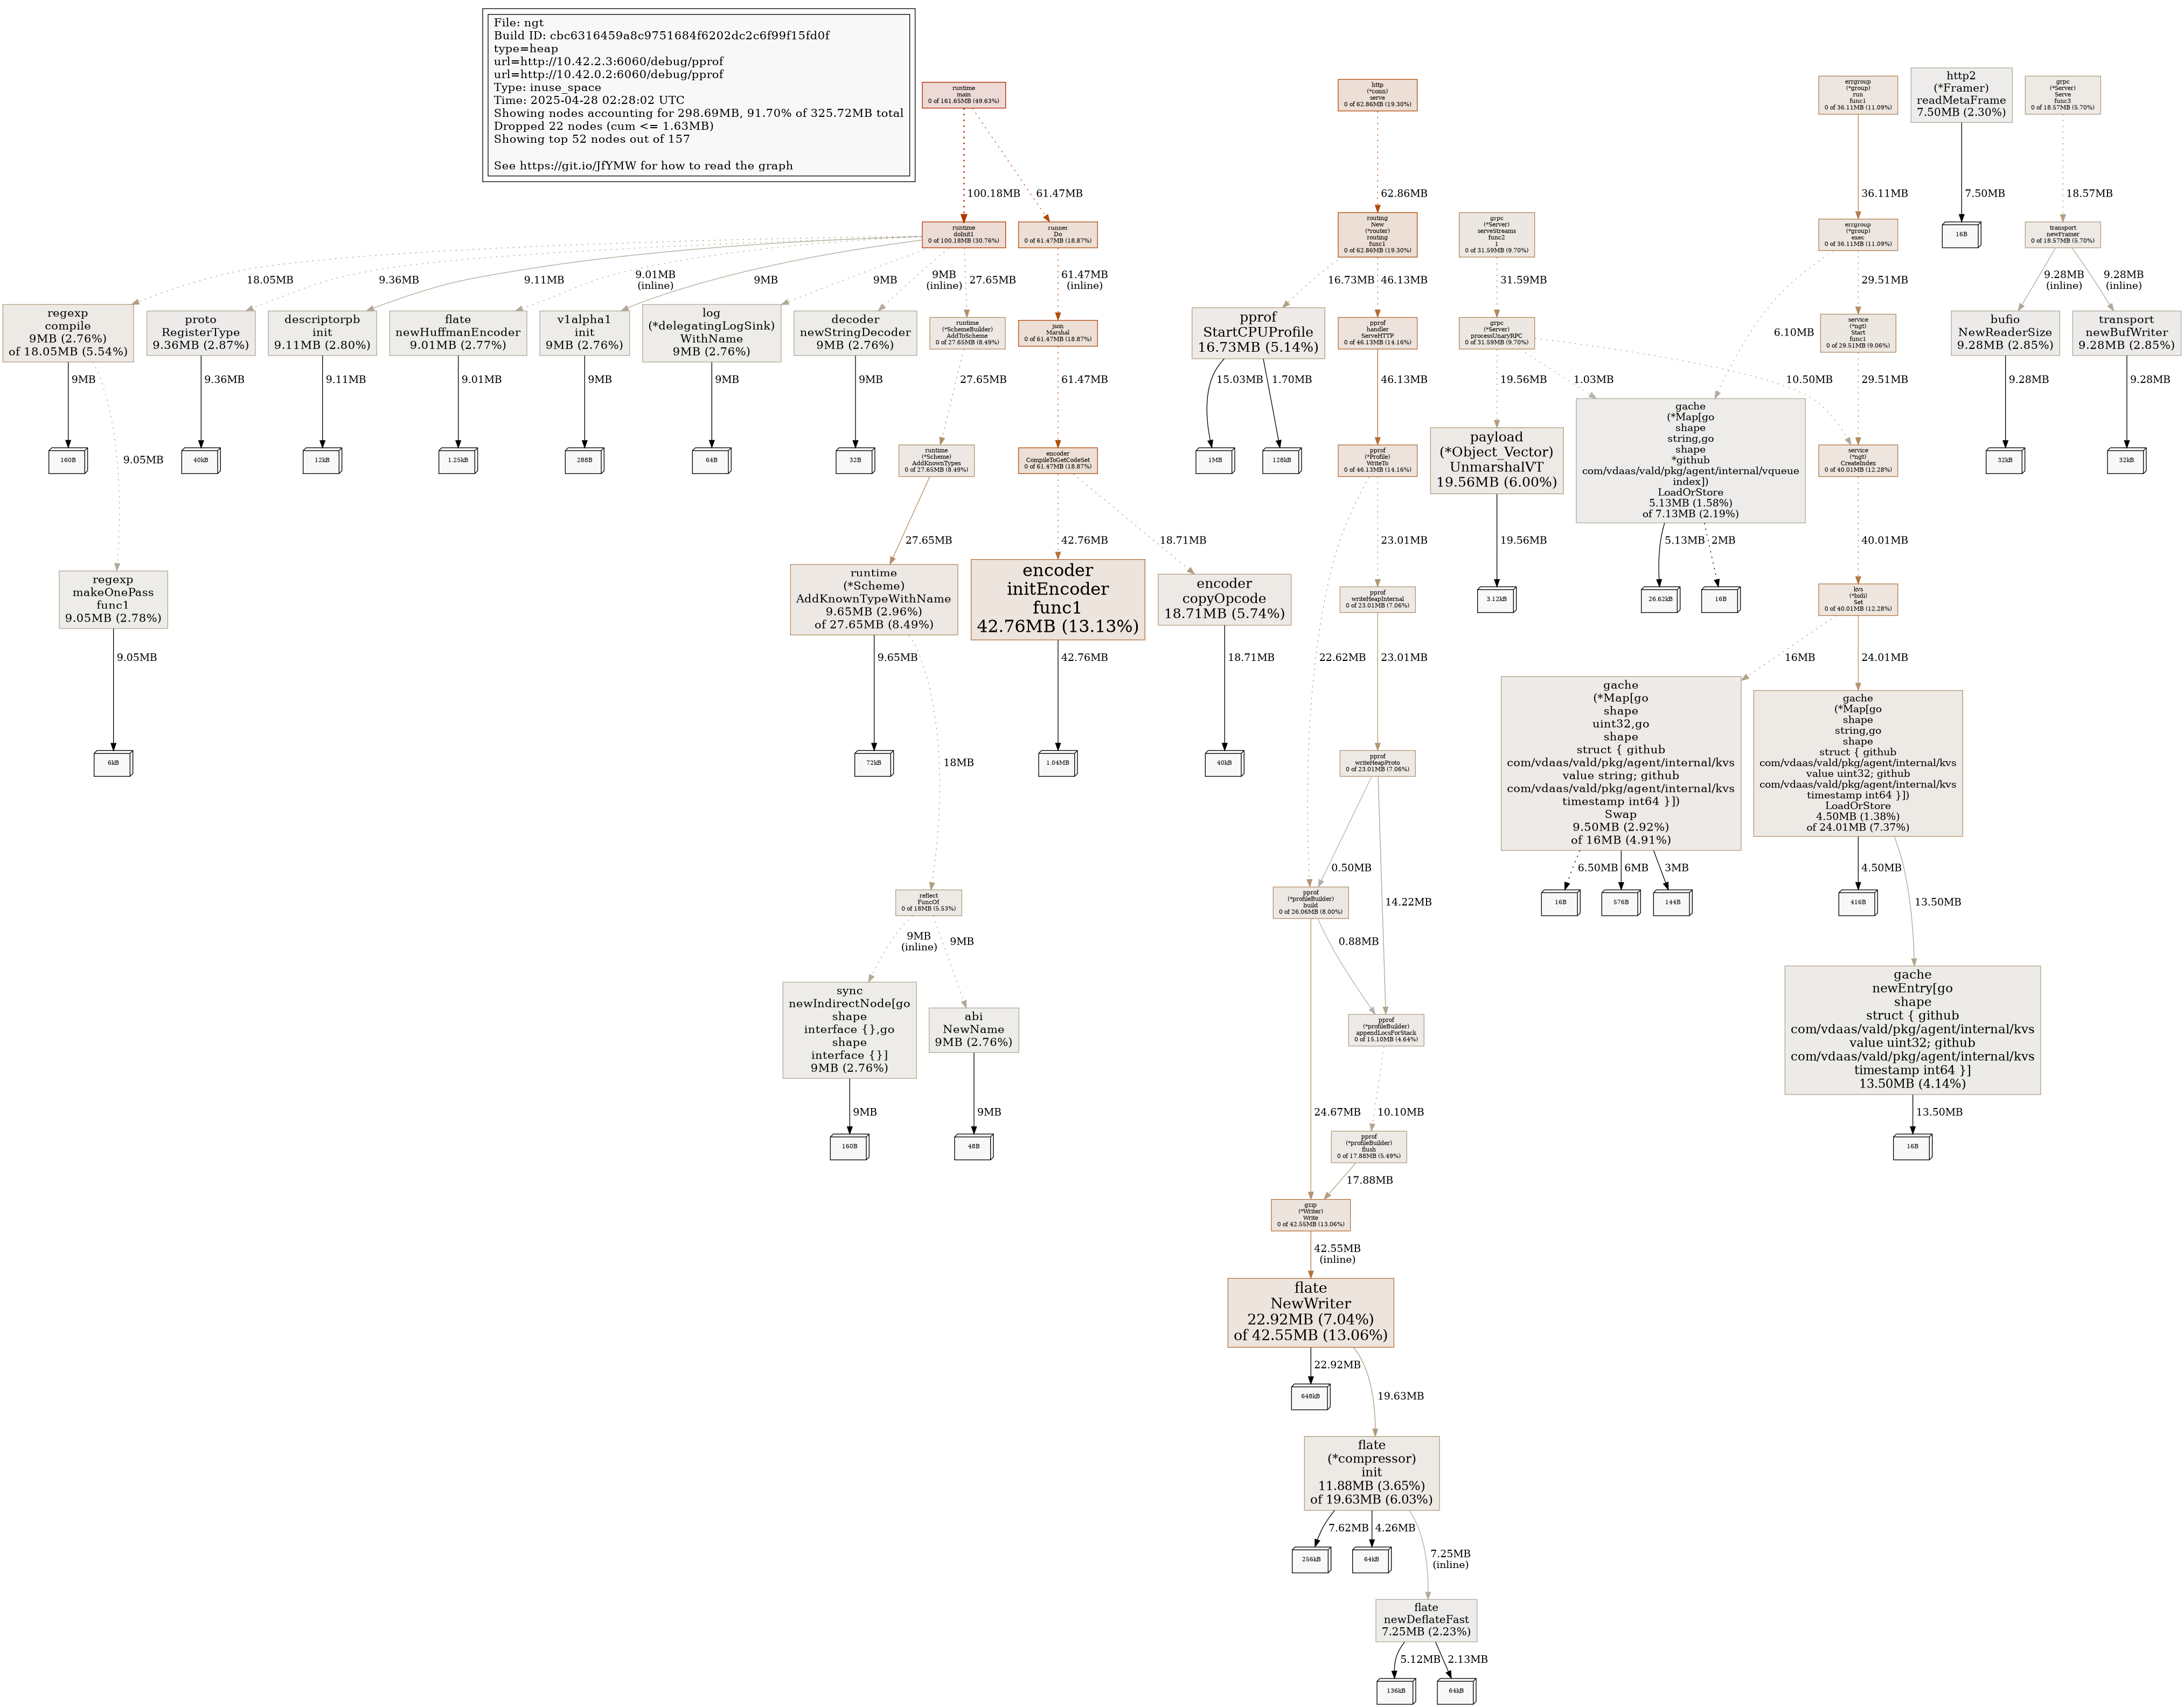 File: ngt
Build ID: cbc6316459a8c9751684f6202dc2c6f99f15fd0f
type=heap
url=http://10.42.2.3:6060/debug/pprof
url=http://10.42.0.2:6060/debug/pprof
Type: inuse_space
Time: 2025-04-28 02:28:02 UTC
Showing nodes accounting for 298.69MB, 91.70% of 325.72MB total
Dropped 22 nodes (cum <= 1.63MB)
Showing top 52 nodes out of 157
See https://git.io/JfYMW for how to read the graph
runtime
main
0 of 161.65MB (49.63%)
http
(*conn)
serve
0 of 62.86MB (19.30%)
errgroup
(*group)
run
func1
0 of 36.11MB (11.09%)
http2
(*Framer)
readMetaFrame
7.50MB (2.30%)
grpc
(*Server)
Serve
func3
0 of 18.57MB (5.70%)
100.18MB
61.47MB
62.86MB
36.11MB
7.50MB
18.57MB
runtime
doInit1
0 of 100.18MB (30.76%)
runner
Do
0 of 61.47MB (18.87%)
routing
New
(*router)
routing
func1
0 of 62.86MB (19.30%)
grpc
(*Server)
serveStreams
func2
1
0 of 31.59MB (9.70%)
errgroup
(*group)
exec
0 of 36.11MB (11.09%)
16B
transport
newFramer
0 of 18.57MB (5.70%)
18.05MB
9.36MB
9.11MB
9.01MB
(inline)
9MB
9MB
9MB
(inline)
27.65MB
61.47MB
(inline)
16.73MB
46.13MB
31.59MB
6.10MB
29.51MB
9.28MB
(inline)
9.28MB
(inline)
regexp
compile
9MB (2.76%)
of 18.05MB (5.54%)
proto
RegisterType
9.36MB (2.87%)
descriptorpb
init
9.11MB (2.80%)
flate
newHuffmanEncoder
9.01MB (2.77%)
v1alpha1
init
9MB (2.76%)
log
(*delegatingLogSink)
WithName
9MB (2.76%)
decoder
newStringDecoder
9MB (2.76%)
runtime
(*SchemeBuilder)
AddToScheme
0 of 27.65MB (8.49%)
json
Marshal
0 of 61.47MB (18.87%)
pprof
StartCPUProfile
16.73MB (5.14%)
pprof
handler
ServeHTTP
0 of 46.13MB (14.16%)
grpc
(*Server)
processUnaryRPC
0 of 31.59MB (9.70%)
service
(*ngt)
Start
func1
0 of 29.51MB (9.06%)
bufio
NewReaderSize
9.28MB (2.85%)
transport
newBufWriter
9.28MB (2.85%)
9MB
9.05MB
9.36MB
9.11MB
9.01MB
9MB
9MB
9MB
27.65MB
61.47MB
15.03MB
1.70MB
46.13MB
19.56MB
1.03MB
10.50MB
29.51MB
9.28MB
9.28MB
160B
40kB
12kB
1.25kB
288B
64B
32B
runtime
(*Scheme)
AddKnownTypes
0 of 27.65MB (8.49%)
encoder
CompileToGetCodeSet
0 of 61.47MB (18.87%)
1MB
128kB
pprof
(*Profile)
WriteTo
0 of 46.13MB (14.16%)
payload
(*Object_Vector)
UnmarshalVT
19.56MB (6.00%)
gache
(*Map[go
shape
string,go
shape
*github
com/vdaas/vald/pkg/agent/internal/vqueue
index])
LoadOrStore
5.13MB (1.58%)
of 7.13MB (2.19%)
service
(*ngt)
CreateIndex
0 of 40.01MB (12.28%)
32kB
32kB
27.65MB
42.76MB
18.71MB
22.62MB
23.01MB
19.56MB
5.13MB
2MB
40.01MB
regexp
makeOnePass
func1
9.05MB (2.78%)
runtime
(*Scheme)
AddKnownTypeWithName
9.65MB (2.96%)
of 27.65MB (8.49%)
encoder
initEncoder
func1
42.76MB (13.13%)
encoder
copyOpcode
18.71MB (5.74%)
pprof
writeHeapInternal
0 of 23.01MB (7.06%)
3.12kB
26.62kB
16B
kvs
(*bidi)
Set
0 of 40.01MB (12.28%)
9.05MB
9.65MB
18MB
42.76MB
18.71MB
23.01MB
16MB
24.01MB
6kB
72kB
1.04MB
40kB
pprof
writeHeapProto
0 of 23.01MB (7.06%)
gache
(*Map[go
shape
uint32,go
shape
struct { github
com/vdaas/vald/pkg/agent/internal/kvs
value string; github
com/vdaas/vald/pkg/agent/internal/kvs
timestamp int64 }])
Swap
9.50MB (2.92%)
of 16MB (4.91%)
gache
(*Map[go
shape
string,go
shape
struct { github
com/vdaas/vald/pkg/agent/internal/kvs
value uint32; github
com/vdaas/vald/pkg/agent/internal/kvs
timestamp int64 }])
LoadOrStore
4.50MB (1.38%)
of 24.01MB (7.37%)
0.50MB
14.22MB
6.50MB
6MB
3MB
4.50MB
13.50MB
reflect
FuncOf
0 of 18MB (5.53%)
pprof
(*profileBuilder)
build
0 of 26.06MB (8.00%)
16B
576B
144B
416B
9MB
(inline)
9MB
0.88MB
sync
newIndirectNode[go
shape
interface {},go
shape
interface {}]
9MB (2.76%)
abi
NewName
9MB (2.76%)
pprof
(*profileBuilder)
appendLocsForStack
0 of 15.10MB (4.64%)
gache
newEntry[go
shape
struct { github
com/vdaas/vald/pkg/agent/internal/kvs
value uint32; github
com/vdaas/vald/pkg/agent/internal/kvs
timestamp int64 }]
13.50MB (4.14%)
9MB
9MB
24.67MB
10.10MB
13.50MB
160B
48B
pprof
(*profileBuilder)
flush
0 of 17.88MB (5.49%)
16B
17.88MB
gzip
(*Writer)
Write
0 of 42.55MB (13.06%)
42.55MB
(inline)
flate
NewWriter
22.92MB (7.04%)
of 42.55MB (13.06%)
22.92MB
19.63MB
648kB
flate
(*compressor)
init
11.88MB (3.65%)
of 19.63MB (6.03%)
7.62MB
4.26MB
7.25MB
(inline)
256kB
64kB
flate
newDeflateFast
7.25MB (2.23%)
5.12MB
2.13MB
136kB
64kB